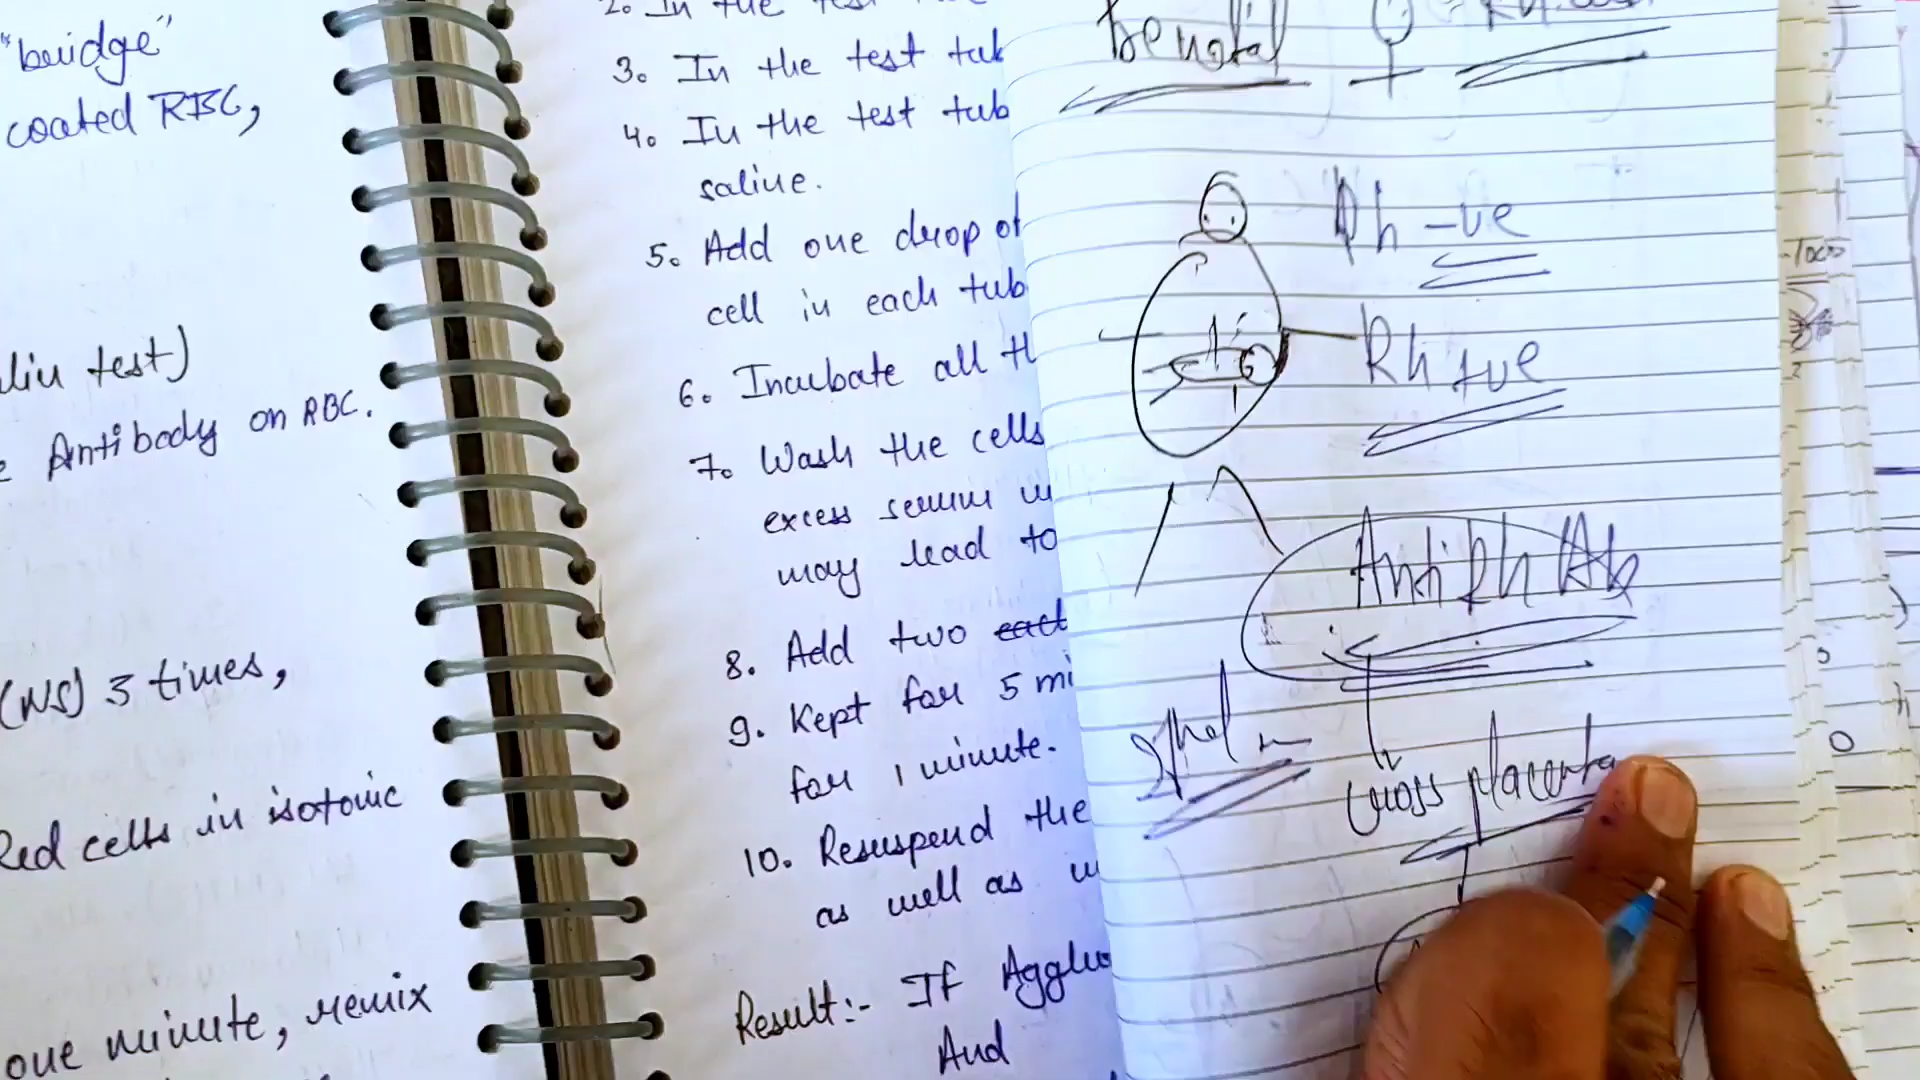 "bridge"
coated RBC,
lin test)
Antibody on RBC.
(NS) 3 times,
Red cells in isotonic
one minute, remix
2. In the test
3. In the test tub
4. In the test tub
saline.
5. Add one drop of
cell in each tub
6. Incubate all th
7. Wash the cells
excess serum w
may lead to
8. Add two each
9. Kept for 5 mi
for 1 minute.
10. Resuspend the
as well as w
Result:- If Agglu
And
Rh -ve
Rh +ve
Anti Rh Ab
cross placenta